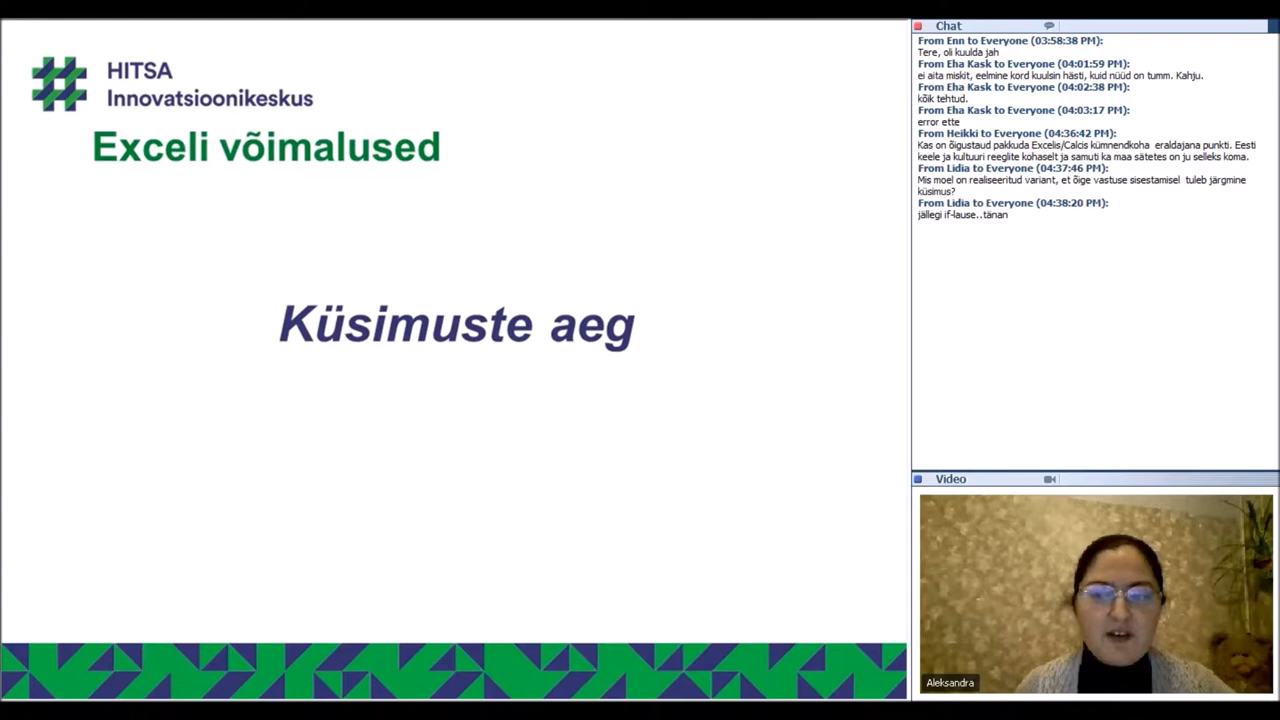 HITSA
Innovatsioonikeskus
Exceli võimalused
Küsimuste aeg
Chat
From Enn to Everyone (03:58:38 PM):
Tere, oli kuulda jah
From Eha Kask to Everyone (04:01:59 PM):
ei aita miskit, eelmine kord kuulsin hästi, kuid nüüd on tumm. Kahju.
From Eha Kask to Everyone (04:02:38 PM):
kõik tehtud.
From Eha Kask to Everyone (04:03:17 PM):
error ette
From Heikki to Everyone (04:36:42 PM):
Kas on õigustaud pakkuda Excelis/Calcis kümnendkoha eraldajana punkti. Eesti
keele ja kultuuri reeglite kohaselt ja samuti ka maa sätetes on ju selleks koma.
From Lidia to Everyone (04:37:46 PM):
Mis moel on realiseeritud variant, et õige vastuse sisestamisel tuleb järgmine
küsimus?
From Lidia to Everyone (04:38:20 PM):
jällegi if-lause..tänan
Video
Aleksandra